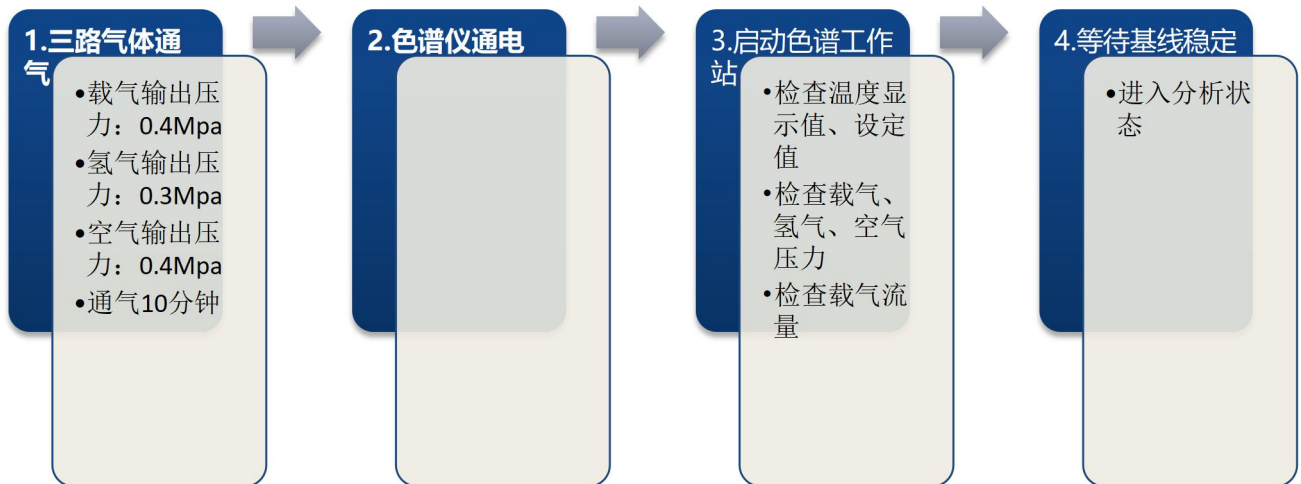 1.三路气体通
气
•载气输出压
力：0.4Mpa
•氢气输出压
力：0.3Mpa
•空气输出压
力：0.4Mpa
•通气10分钟
2.色谱仪通电
3.启动色谱工作
站
•检查温度显
示值、设定
值
•检查载气、
氢气、空气
压力
•检查载气流
量
4.等待基线稳定
•进入分析状
态